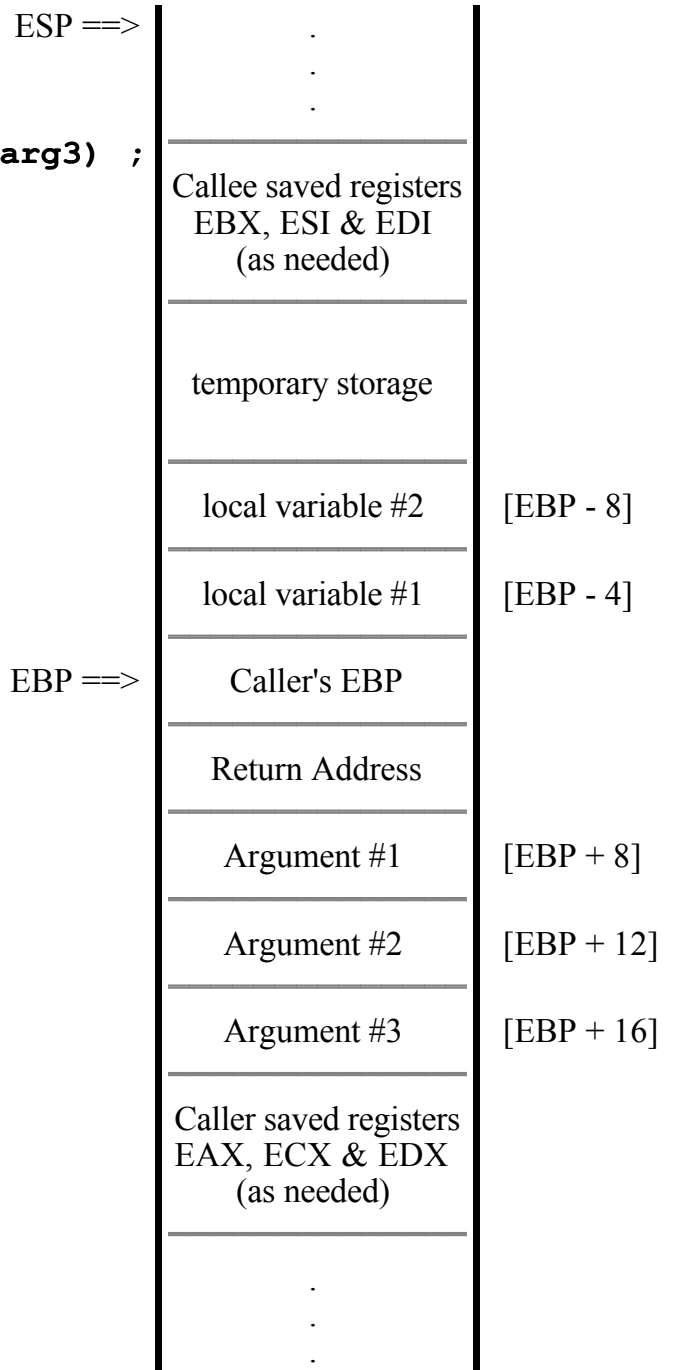 ESP ==>
.
.
.
arg3) ;
Callee saved registers
EBX, ESI & EDI
(as needed)
temporary storage
local variable #2 [EBP - 8]
local variable #1 [EBP - 4]
EBP ==> Caller's EBP
Return Address
Argument #1 [EBP + 8]
Argument #2 [EBP + 12]
Argument #3 [EBP + 16]
Caller saved registers
EAX, ECX & EDX
(as needed)
.
.
.